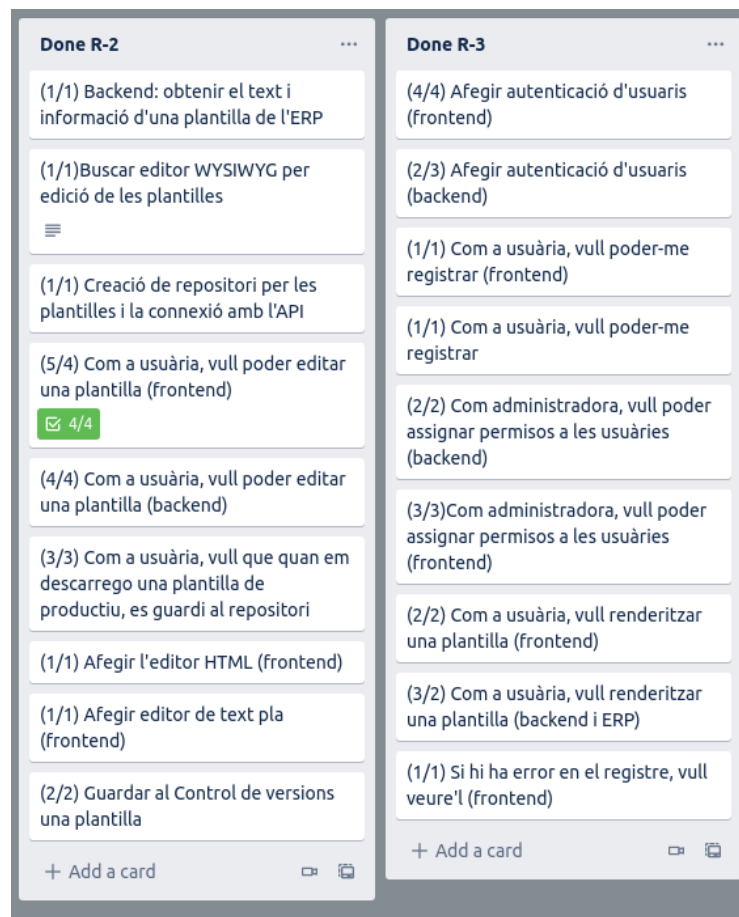 Done R-2
(1/1) Backend: obtenir el text i
informació d'una plantilla de l'ERP
(1/1)Buscar editor WYSIWYG per
edició de les plantilles
(1/1) Creació de repositori per les
plantilles i la connexió amb l'API
(5/4) Com a usuària, vull poder editar
una plantilla (frontend)
4/4
(4/4) Com a usuària, vull poder editar
una plantilla (backend)
(3/3) Com a usuària, vull que quan em
descarrego una plantilla de
productiu, es guardi al repositori
(1/1) Afegir l'editor HTML (frontend)
(1/1) Afegir editor de text pla
(frontend)
(2/2) Guardar al Control de versions
una plantilla
+ Add a card
Done R-3
(4/4) Afegir autenticació d'usuaris
(frontend)
(2/3) Afegir autenticació d'usuaris
(backend)
(1/1) Com a usuària, vull poder-me
registrar (frontend)
(1/1) Com a usuària, vull poder-me
registrar
(2/2) Com administradora, vull poder
assignar permisos a les usuàries
(backend)
(3/3)Com administradora, vull poder
assignar permisos a les usuàries
(frontend)
(2/2) Com a usuària, vull renderitzar
una plantilla (frontend)
(3/2) Com a usuària, vull renderitzar
una plantilla (backend i ERP)
(1/1) Si hi ha error en el registre, vull
veure'l (frontend)
+ Add a card